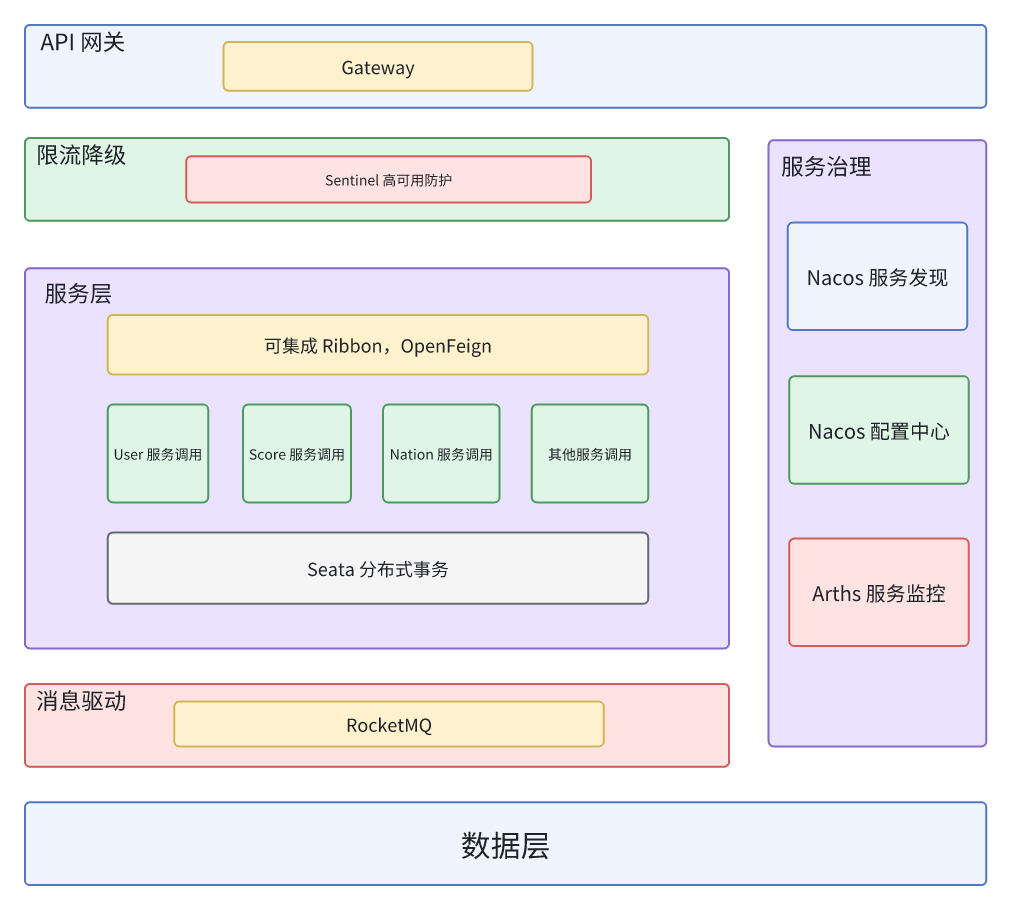 API 网关
Gateway
限流降级
Sentinel 高可用防护
服务层
可集成 Ribbon，OpenFeign
User 服务调用
Score 服务调用
Nation 服务调用
其他服务调用
Seata 分布式事务
消息驱动
RocketMQ
服务治理
Nacos 服务发现
Nacos 配置中心
Arths 服务监控
数据层